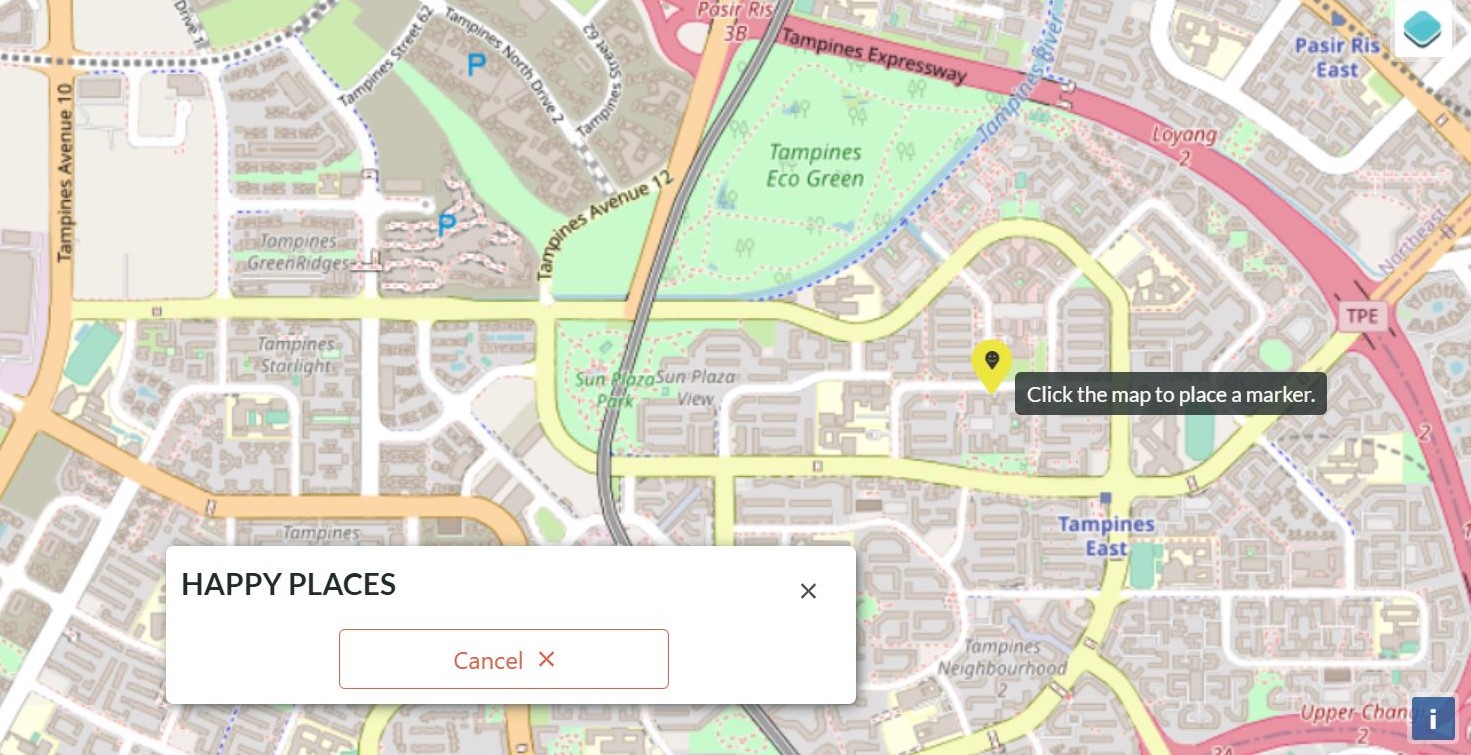 Drive 1
Tampines Street 62
Tampines North Drive 2
Street 62
Tampines
Pasir Ris
3B
Tampines Expressway
Tampines River
Pasir Ris
East
P
Tampines Avenue 10
Tampines
Eco Green
Loyang
2
Tampines Avenue 12
P
Tampines
GreenRidges
Northeast
TPE
Tampines
Starlight
Sun Plaza
Park
Sun Plaza
View
Click the map to place a marker.
2
Tampines
East
Tampines
HAPPY PLACES
×
Cancel ×
Tampines
Neighbourhood
2
Upper Chang
2
3A
i